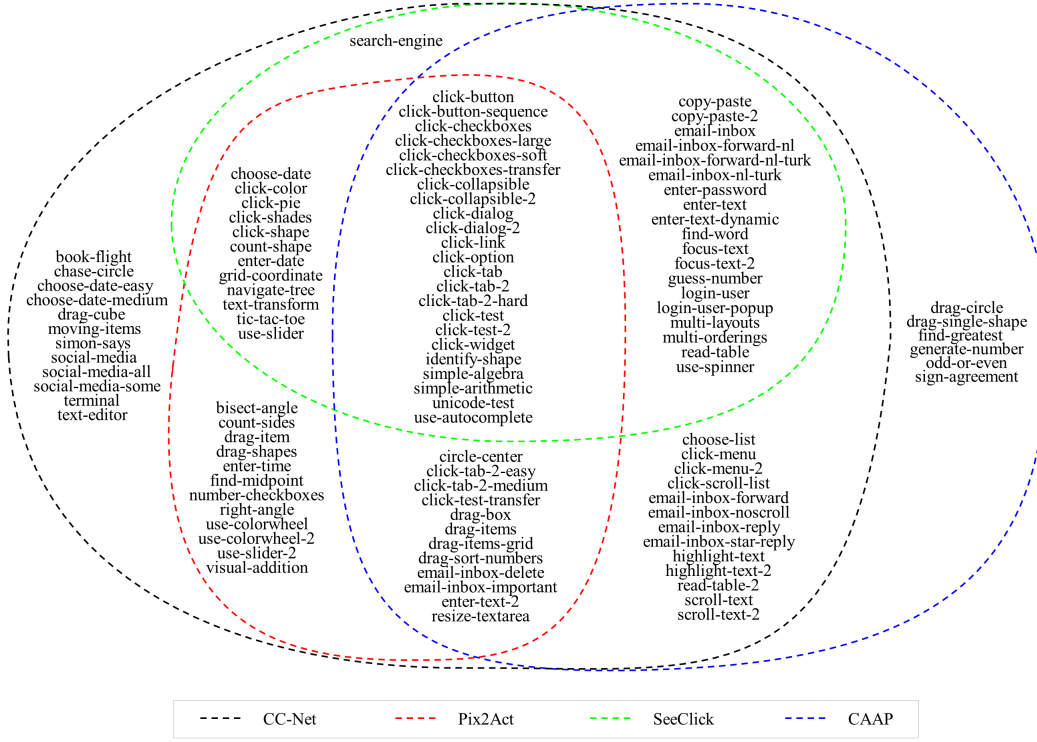 search-engine
click-button
click-button-sequence
click-checkboxes
click-checkboxes-large
click-checkboxes-soft
click-checkboxes-transfer
click-collapsible
click-collapsible-2
click-dialog
click-dialog-2
click-link
click-option
click-tab
click-tab-2
click-tab-2-hard
click-test
click-test-2
click-widget
identify-shape
simple-algebra
simple-arithmetic
unicode-test
use-autocomplete
copy-paste
copy-paste-2
email-inbox
email-inbox-forward-nl
email-inbox-forward-nl-turk
email-inbox-nl-turk
enter-password
enter-text
enter-text-dynamic
find-word
focus-text
focus-text-2
guess-number
login-user
login-user-popup
multi-layouts
multi-orderings
read-table
use-spinner
choose-date
click-color
click-pie
click-shades
click-shape
count-shape
enter-date
grid-coordinate
navigate-tree
text-transform
tic-tac-toe
use-slider
book-flight
chase-circle
choose-date-easy
choose-date-medium
drag-cube
moving-items
simon-says
social-media
social-media-all
social-media-some
terminal
text-editor
drag-circle
drag-single-shape
find-greatest
generate-number
odd-or-even
sign-agreement
bisect-angle
count-sides
drag-item
drag-shapes
enter-time
find-midpoint
number-checkboxes
right-angle
use-colorwheel
use-colorwheel-2
use-slider-2
visual-addition
circle-center
click-tab-2-easy
click-tab-2-medium
click-test-transfer
drag-box
drag-items
drag-items-grid
drag-sort-numbers
email-inbox-delete
email-inbox-important
enter-text-2
resize-textarea
choose-list
click-menu
click-menu-2
click-scroll-list
email-inbox-forward
email-inbox-noscroll
email-inbox-reply
email-inbox-star-reply
highlight-text
highlight-text-2
read-table-2
scroll-text
scroll-text-2
CC-Net Pix2Act SeeClick CAAP